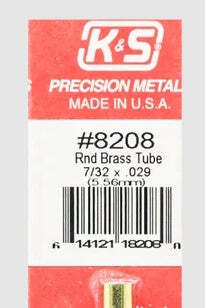 K&S
PRECISION METAL
MADE IN U.S.A.
#8208
Rnd Brass Tube
7/32 x .029
(5.56mm)
6 14121 18208 0